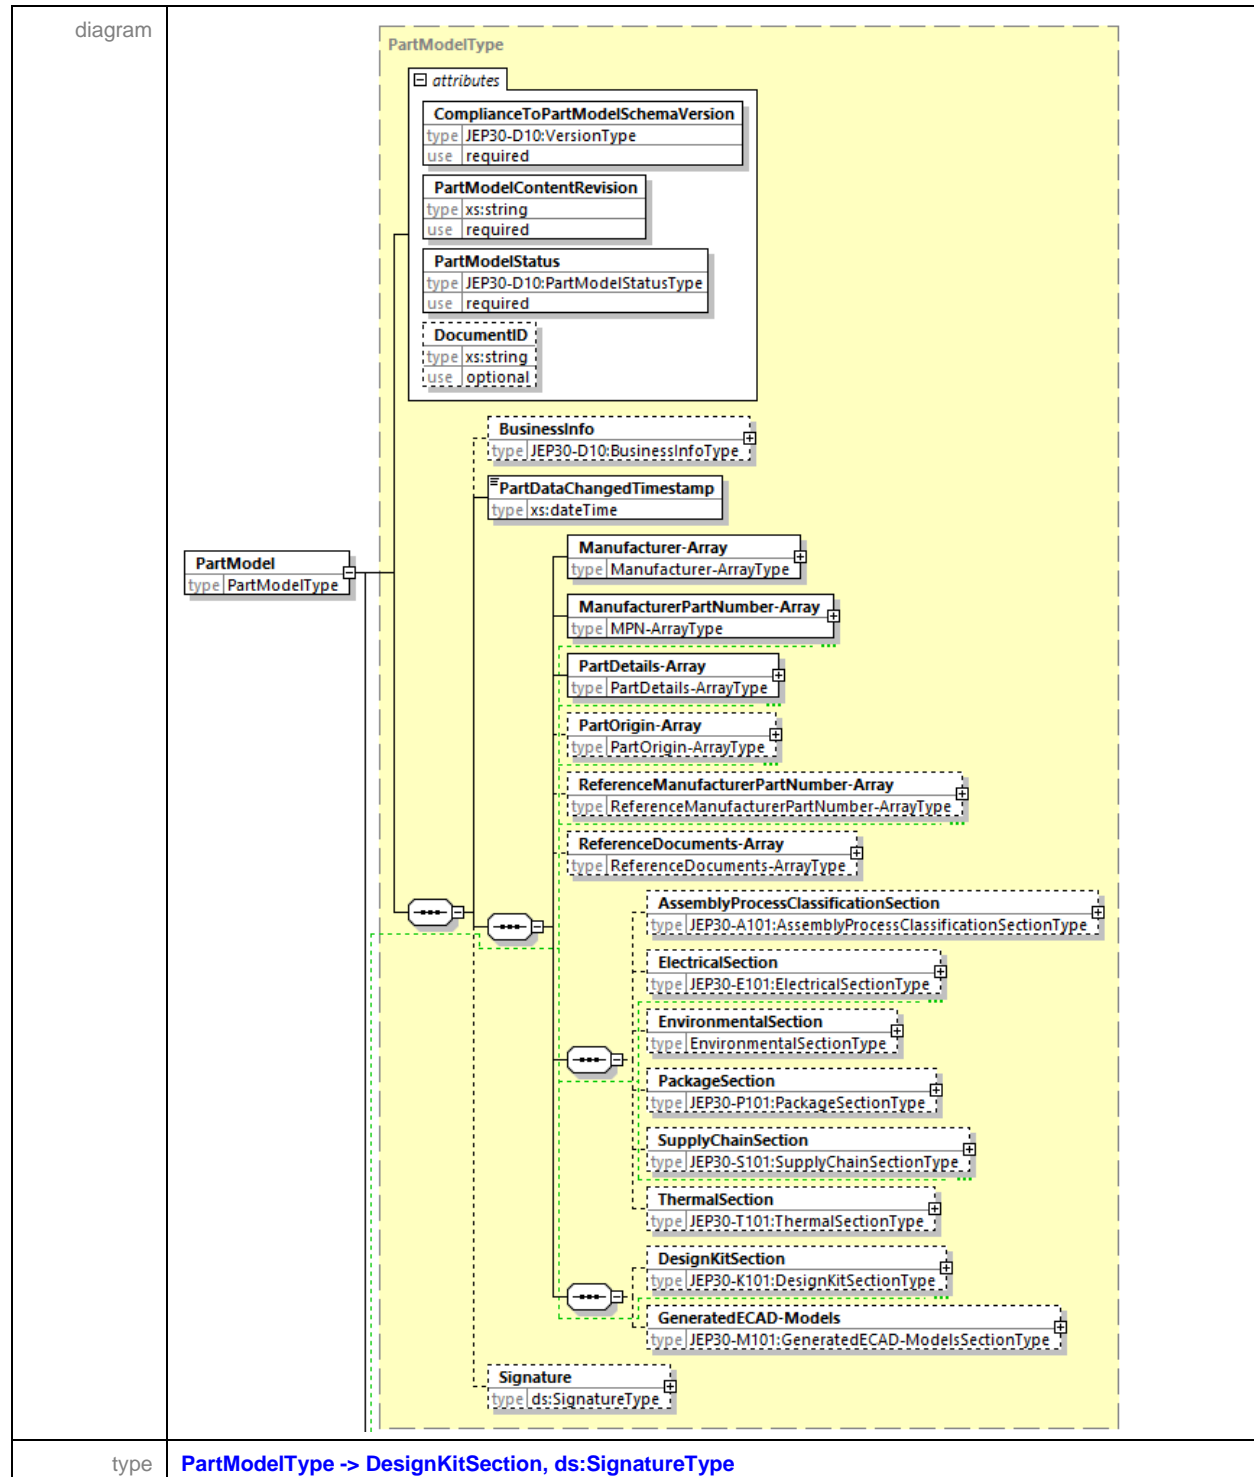 diagram
PartModelType
attributes
ComplianceToPartModelSchemaVersion
type JEP30-D10:VersionType
use required
PartModelContentRevision
type xs:string
use required
PartModelStatus
type JEP30-D10:PartModelStatusType
use required
DocumentID
type xs:string
use optional
BusinessInfo
type JEP30-D10:BusinessInfoType
PartDataChangedTimestamp
type xs:dateTime
PartModel
type PartModelType
Manufacturer-Array
type Manufacturer-ArrayType
ManufacturerPartNumber-Array
type MPN-ArrayType
PartDetails-Array
type PartDetails-ArrayType
PartOrigin-Array
type PartOrigin-ArrayType
ReferenceManufacturerPartNumber-Array
type ReferenceManufacturerPartNumber-ArrayType
ReferenceDocuments-Array
type ReferenceDocuments-ArrayType
AssemblyProcessClassificationSection
type JEP30-A101:AssemblyProcessClassificationSectionType
ElectricalSection
type JEP30-E101:ElectricalSectionType
EnvironmentalSection
type EnvironmentalSectionType
PackageSection
type JEP30-P101:PackageSectionType
SupplyChainSection
type JEP30-S101:SupplyChainSectionType
ThermalSection
type JEP30-T101:ThermalSectionType
DesignKitSection
type JEP30-K101:DesignKitSectionType
GeneratedECAD-Models
type JEP30-M101:GeneratedECAD-ModelsSectionType
Signature
type ds:SignatureType
type PartModelType -> DesignKitSection, ds:SignatureType